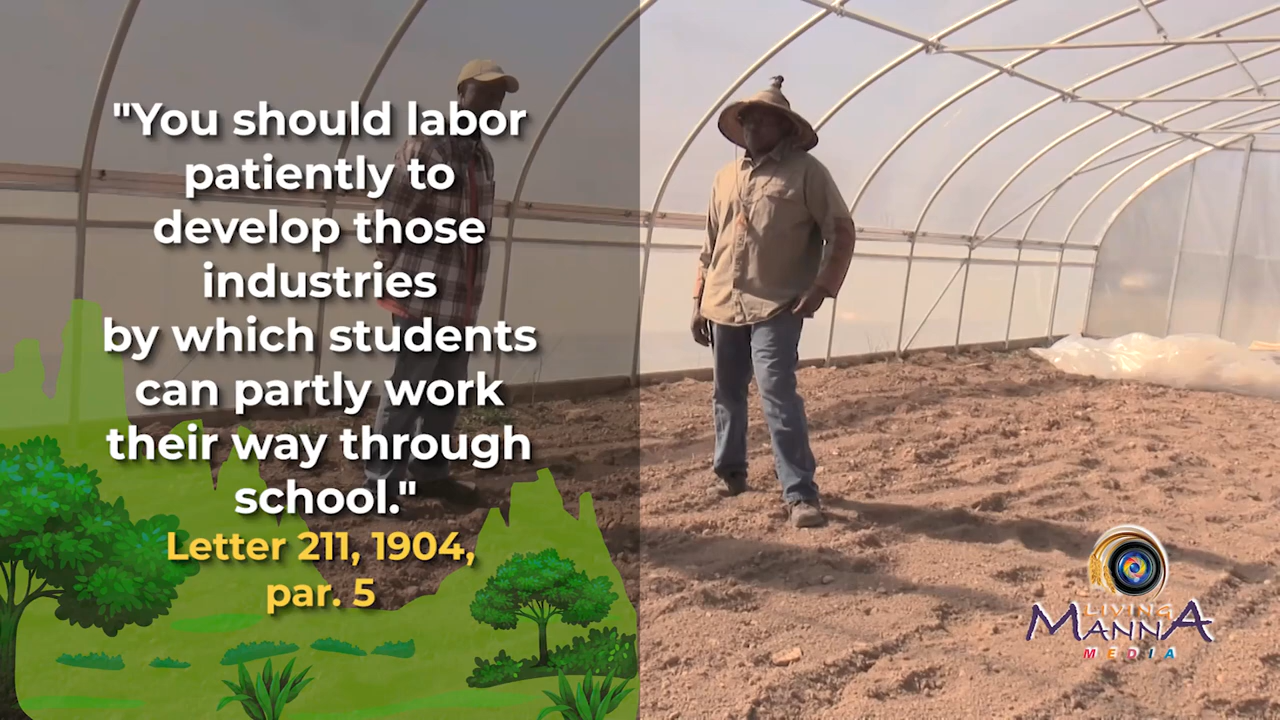 "You should labor
patiently to
develop those
industries
by which students
can partly work
their way through
school."
Letter 211, 1904,
par. 5
LIVING
MANNA
MEDIA